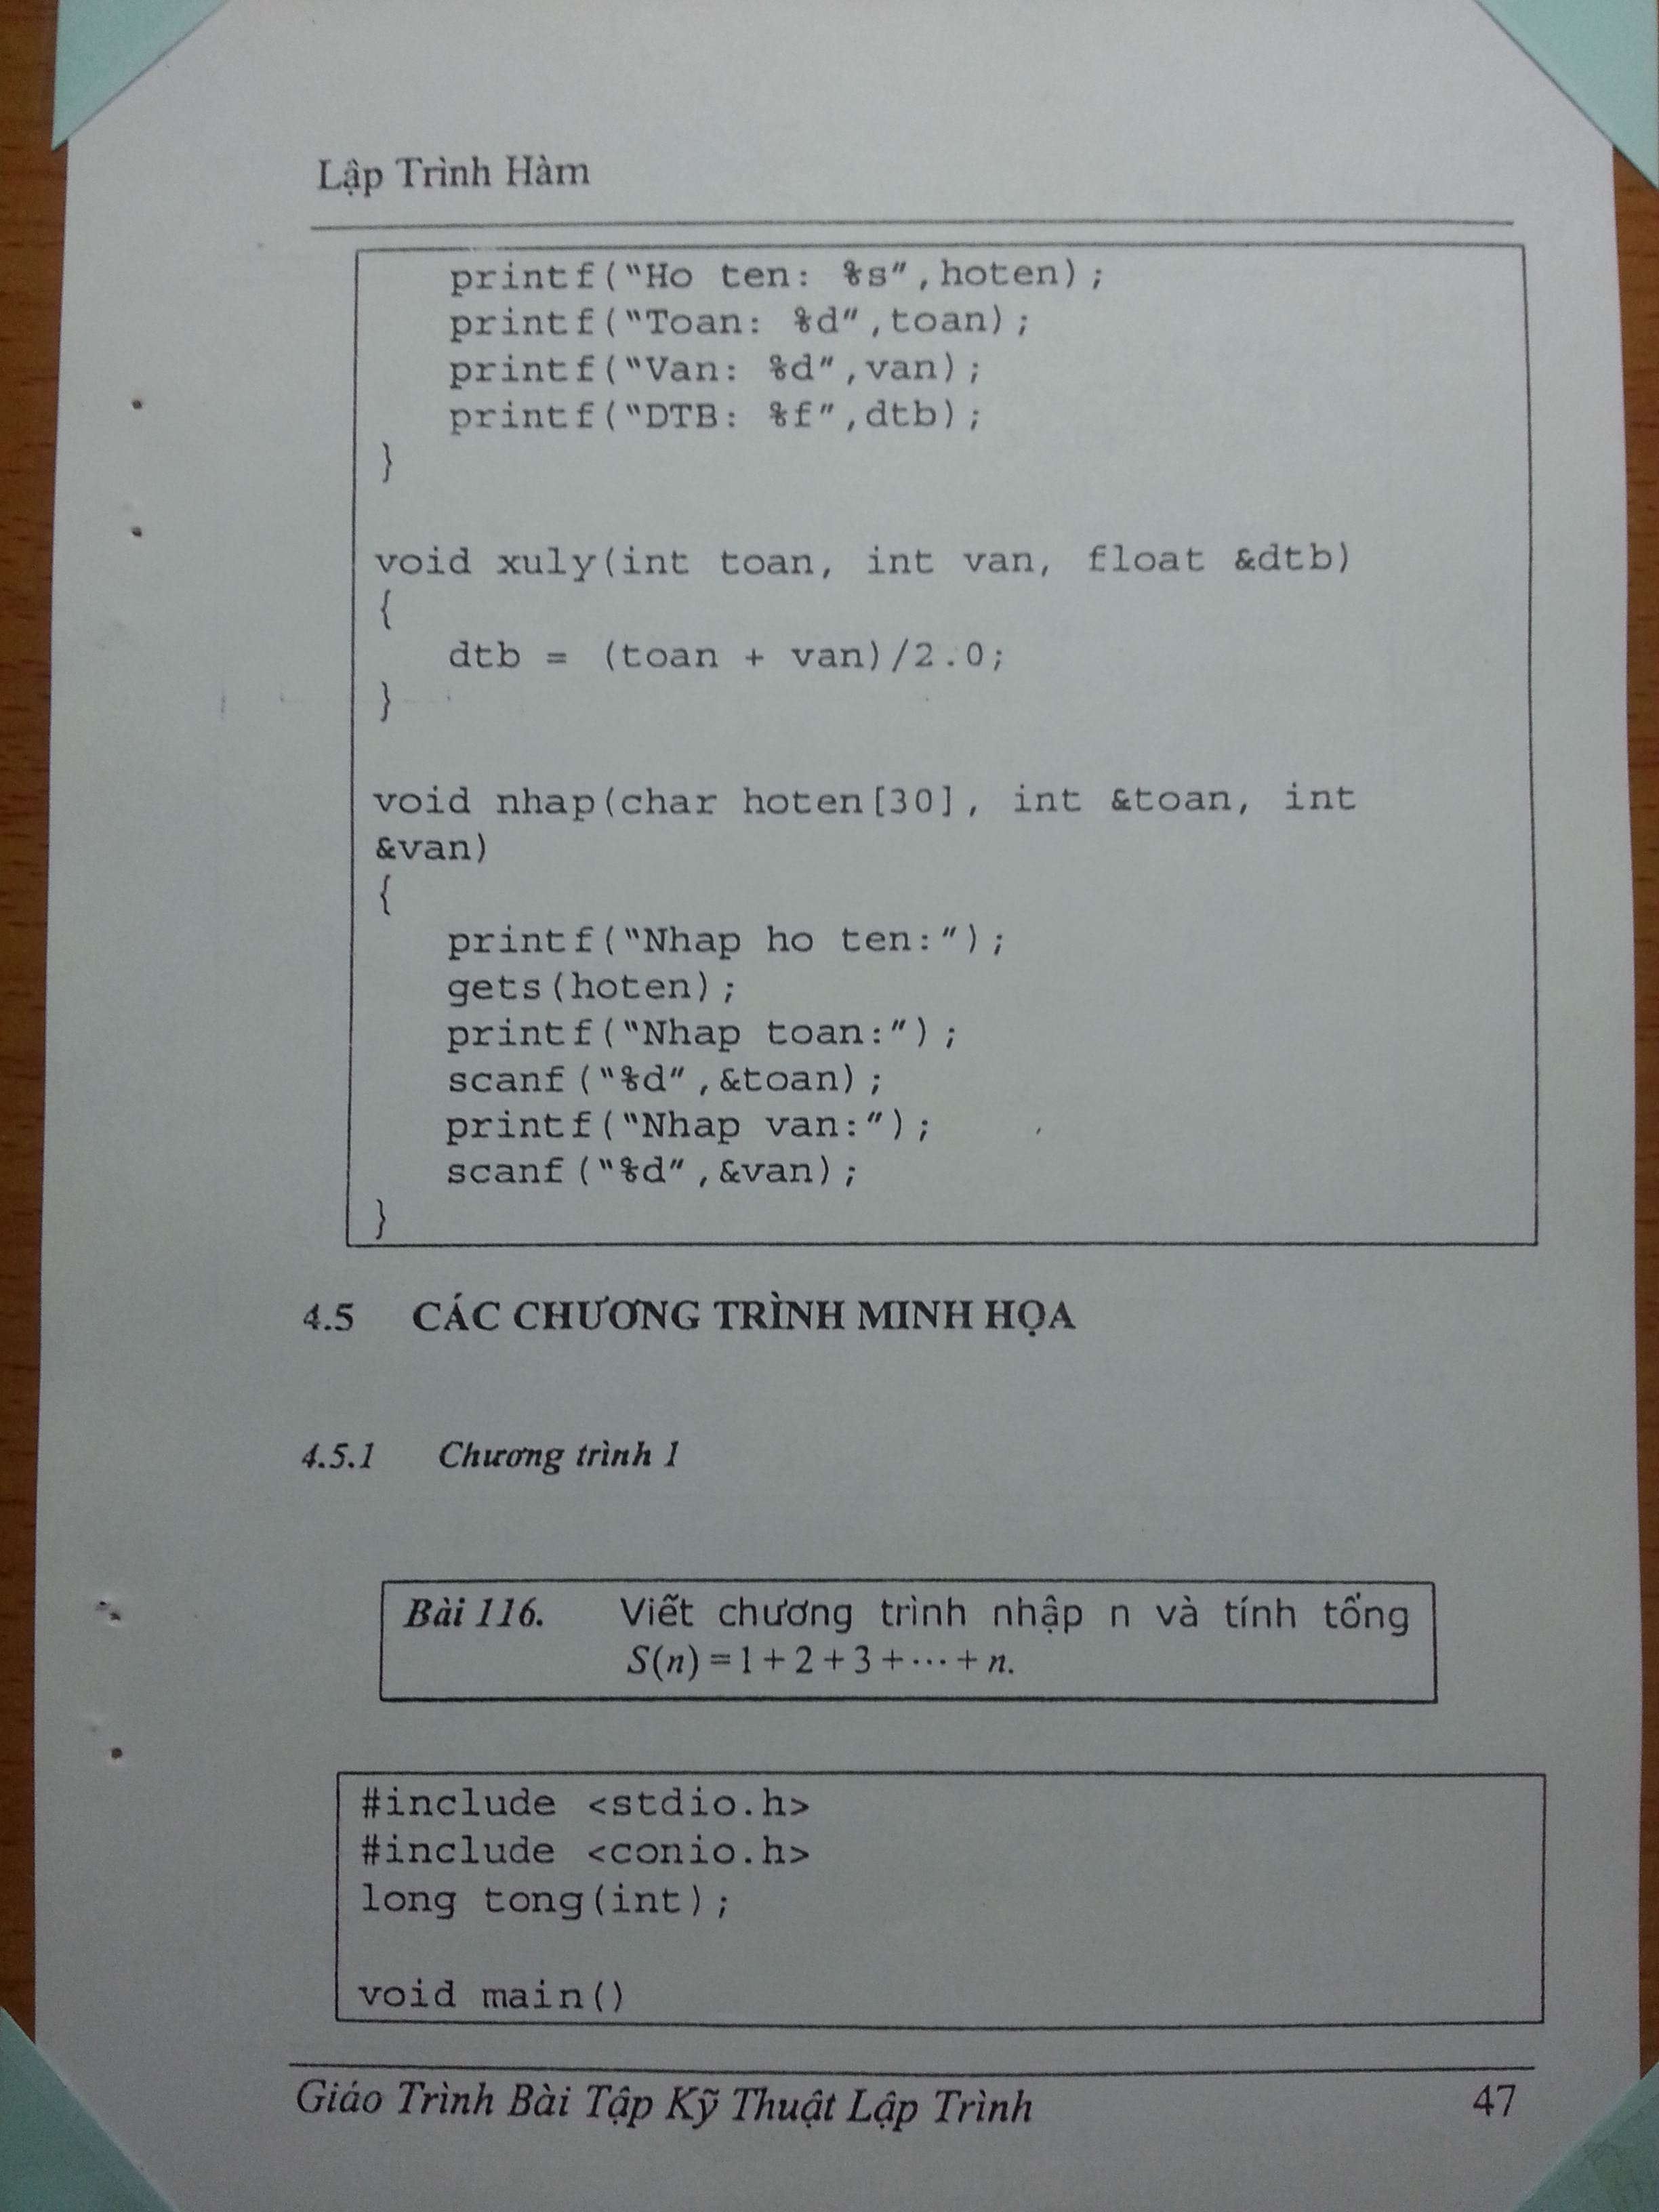 Lập Trình Hàm
printf("Ho ten: %s",hoten);
printf("Toan: %d",toan);
printf("Van: %d",van);
printf("DTB: %f",dtb);
}
void xuly(int toan, int van, float &dtb)
{
dtb = (toan + van)/2.0;
}
void nhap(char hoten[30], int &toan, int
&van)
{
printf("Nhap ho ten:");
gets(hoten);
printf("Nhap toan:");
scanf("%d",&toan);
printf("Nhap van:");
scanf("%d",&van);
}
4.5 CÁC CHƯƠNG TRÌNH MINH HỌA
4.5.1 Chương trình 1
Bài 116. Viết chương trình nhập n và tính tổng
S(n)=1+2+3+⋯+n.
#include <stdio.h>
#include <conio.h>
long tong(int);
void main()
Giáo Trình Bài Tập Kỹ Thuật Lập Trình 47